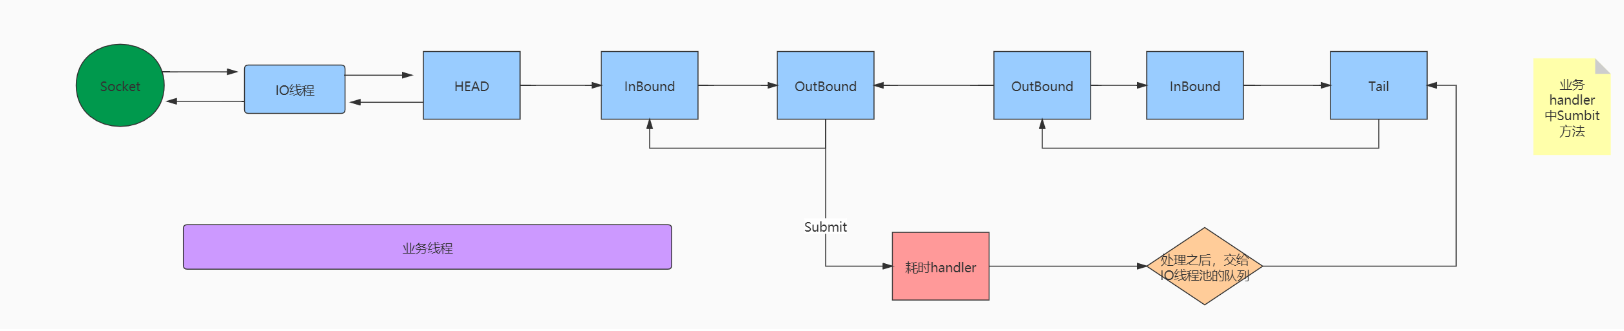 Socket
IO线程
HEAD
InBound
OutBound
OutBound
InBound
Tail
业务
handler
中Sumbit
方法
Submit
业务线程
耗时handler
处理之后，交给
IO线程池的队列